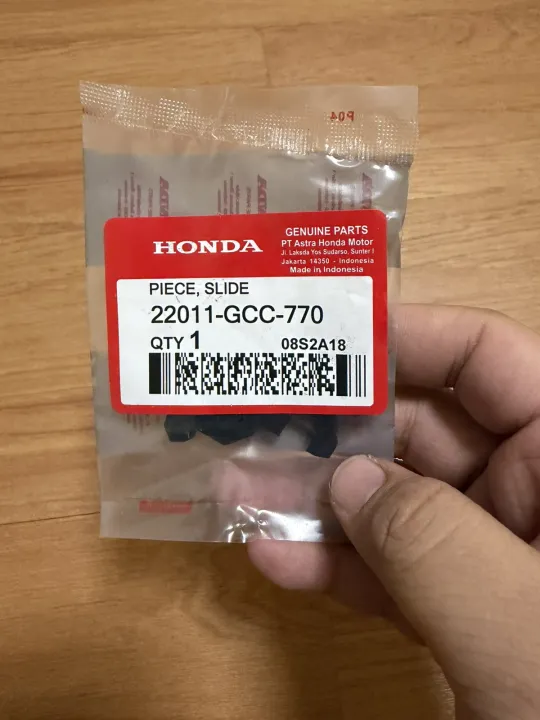 P04
HONDA
GENUINE PARTS
PT Astra Honda Motor
Jl. Laksda Yos Sudarso, Sunter I
Jakarta 14350 - Indonesia
Made in Indonesia
PIECE, SLIDE
22011-GCC-770
QTY 1
08S2A18